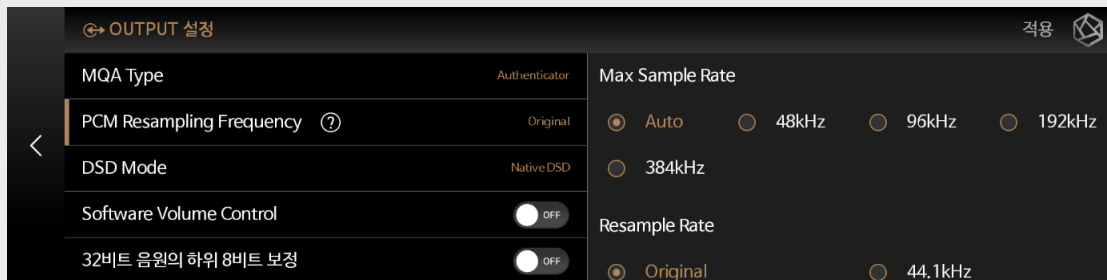 OUTPUT 설정
적용
MQA Type
Authenticator
PCM Resampling Frequency ?
Original
DSD Mode
Native DSD
Software Volume Control
OFF
32비트 음원의 하위 8비트 보정
OFF
Max Sample Rate
Auto 48kHz 96kHz 192kHz
384kHz
Resample Rate
Original 44.1kHz